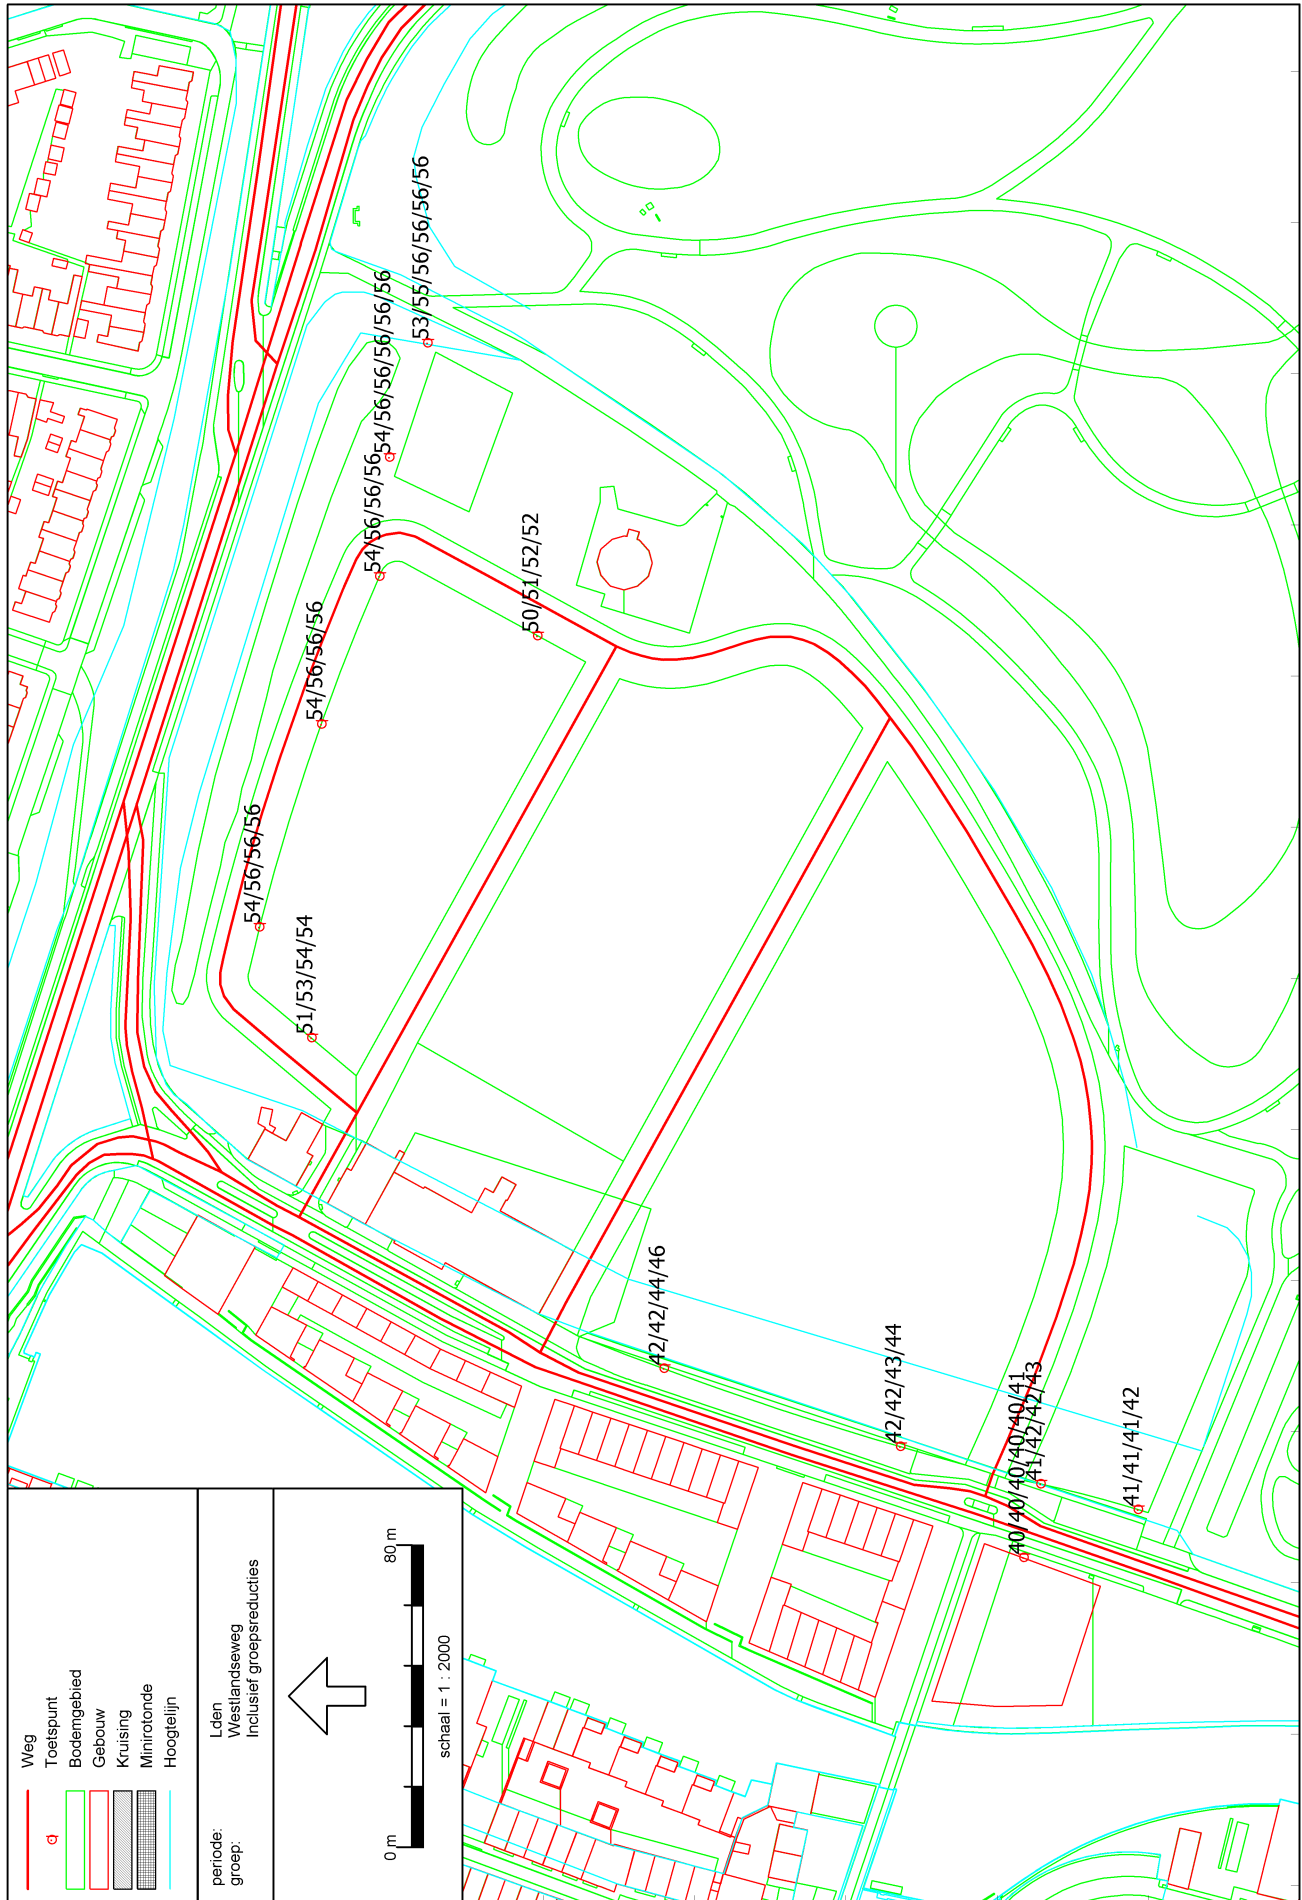 53/55/56/56/56/56
54/56/56/56/56/56
54/56/56/56
50/51/52/52
54/56/56/56
54/56/56/56
51/53/54/54
42/42/44/46
42/42/43/44
40/40/40/40/40/41
41/42/42/43
41/41/41/42
Weg
Toetspunt
Bodemgebied
Gebouw
Kruising
Minirotonde
Hoogtelijn
periode: Lden
groep: Westlandseweg
Inclusief groepsreducties
0 m 80 m
schaal = 1 : 2000